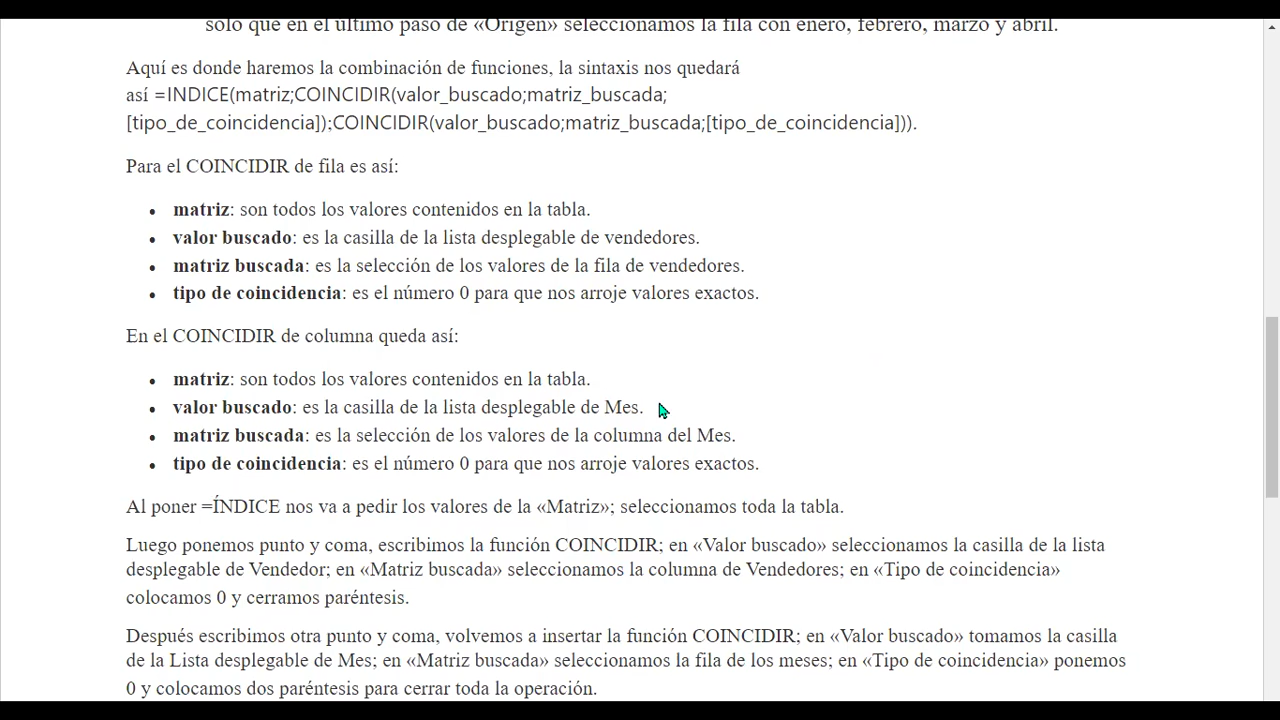 solo que en el último paso de «Origen» seleccionamos la fila con enero, febrero, marzo y abril.
Aquí es donde haremos la combinación de funciones, la sintaxis nos quedará
así =INDICE(matriz;COINCIDIR(valor_buscado;matriz_buscada;
[tipo_de_coincidencia]);COINCIDIR(valor_buscado;matriz_buscada;[tipo_de_coincidencia])).
Para el COINCIDIR de fila es así:
• matriz: son todos los valores contenidos en la tabla.
• valor buscado: es la casilla de la lista desplegable de vendedores.
• matriz buscada: es la selección de los valores de la fila de vendedores.
• tipo de coincidencia: es el número 0 para que nos arroje valores exactos.
En el COINCIDIR de columna queda así:
• matriz: son todos los valores contenidos en la tabla.
• valor buscado: es la casilla de la lista desplegable de Mes.
• matriz buscada: es la selección de los valores de la columna del Mes.
• tipo de coincidencia: es el número 0 para que nos arroje valores exactos.
Al poner =ÍNDICE nos va a pedir los valores de la «Matriz»; seleccionamos toda la tabla.
Luego ponemos punto y coma, escribimos la función COINCIDIR; en «Valor buscado» seleccionamos la casilla de la lista
desplegable de Vendedor; en «Matriz buscada» seleccionamos la columna de Vendedores; en «Tipo de coincidencia»
colocamos 0 y cerramos paréntesis.
Después escribimos otra punto y coma, volvemos a insertar la función COINCIDIR; en «Valor buscado» tomamos la casilla
de la Lista desplegable de Mes; en «Matriz buscada» seleccionamos la fila de los meses; en «Tipo de coincidencia» ponemos
0 y colocamos dos paréntesis para cerrar toda la operación.